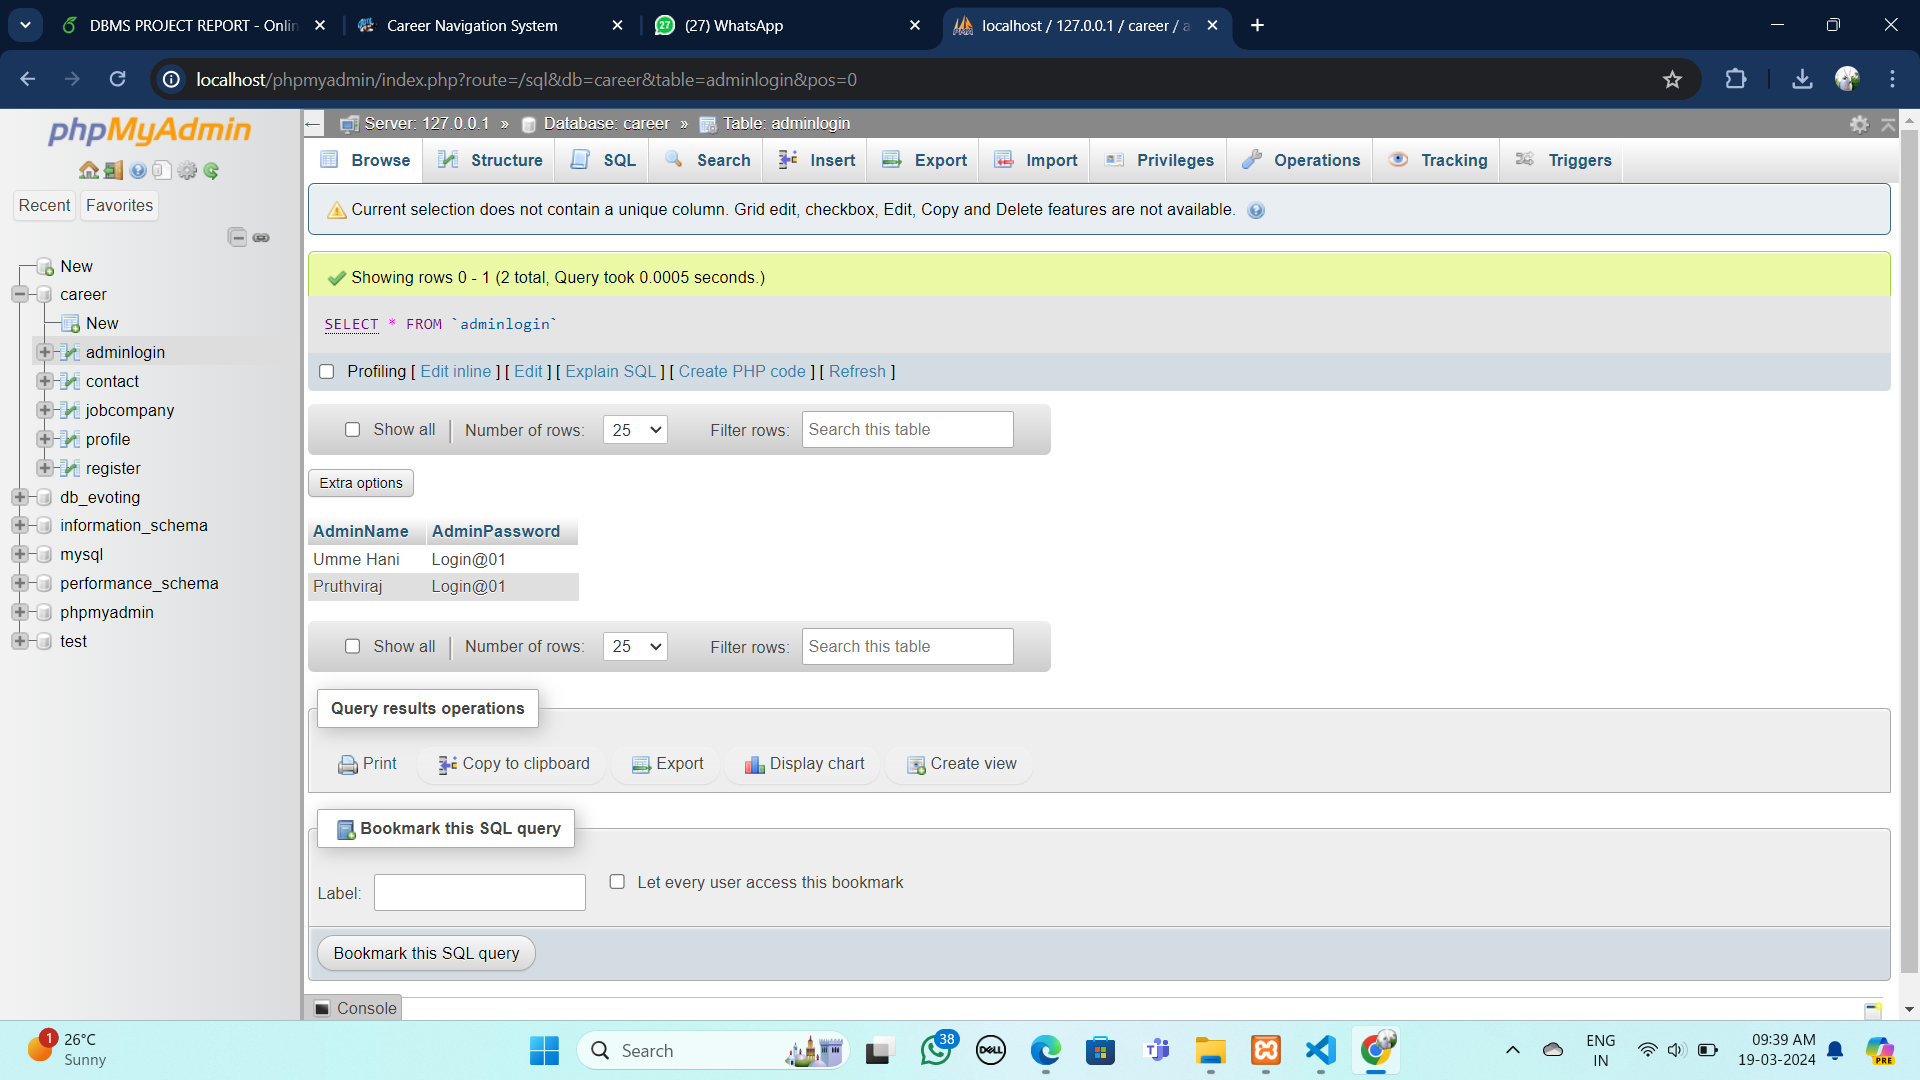 DBMS PROJECT REPORT - Onlin
Career Navigation System
(27) WhatsApp
localhost / 127.0.0.1 / career / a
localhost/phpmyadmin/index.php?route=/sql&db=career&table=adminlogin&pos=0
phpMyAdmin
Recent
Favorites
New
career
New
adminlogin
contact
jobcompany
profile
register
db_evoting
information_schema
mysql
performance_schema
phpmyadmin
test
Server: 127.0.0.1 » Database: career » Table: adminlogin
Browse Structure SQL Search Insert Export Import Privileges Operations Tracking Triggers
Current selection does not contain a unique column. Grid edit, checkbox, Edit, Copy and Delete features are not available.
Showing rows 0 - 1 (2 total, Query took 0.0005 seconds.)
SELECT * FROM `adminlogin`
Profiling [ Edit inline ] [ Edit ] [ Explain SQL ] [ Create PHP code ] [ Refresh ]
Show all | Number of rows: 25 Filter rows: Search this table
Extra options
AdminName AdminPassword
Umme Hani Login@01
Pruthviraj Login@01
Show all | Number of rows: 25 Filter rows: Search this table
Query results operations
Print Copy to clipboard Export Display chart Create view
Bookmark this SQL query
Label: Let every user access this bookmark
Bookmark this SQL query
Console
1
26°C
Sunny
Search
38
DELL
ENG
IN
09:39 AM
19-03-2024
PRE